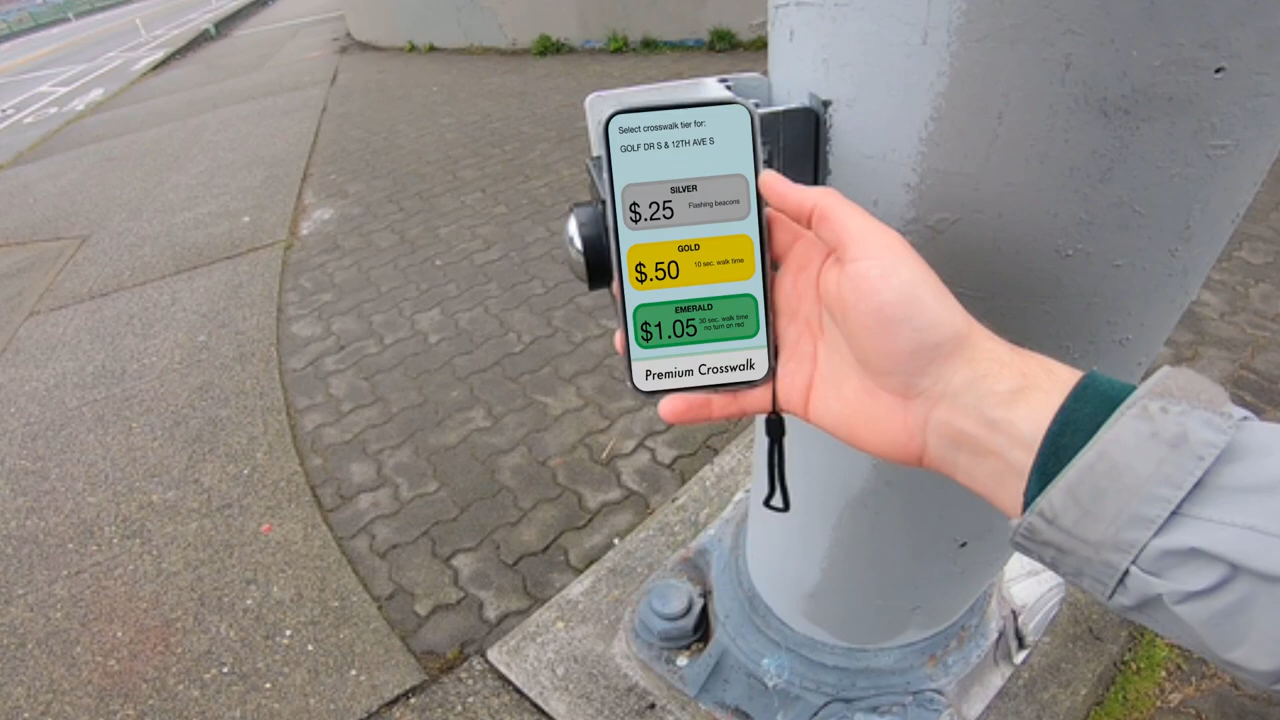 Select crosswalk tier for:
GOLF DR S & 12TH AVE S
SILVER
$.25 Flashing beacons
GOLD
$.50 10 sec. walk time
EMERALD
$1.05 30 sec. walk time
no turn on red
Premium Crosswalk